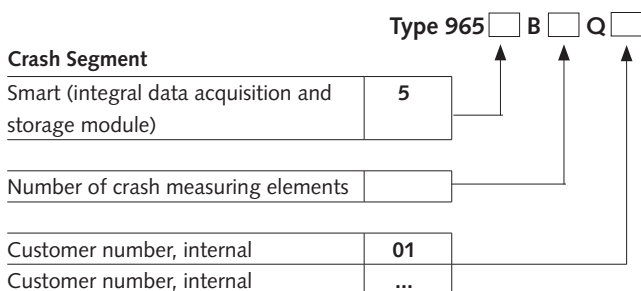 Type 965 B Q
Crash Segment
Smart (integral data acquisition and 5
storage module)
Number of crash measuring elements
Customer number, internal 01
Customer number, internal ...